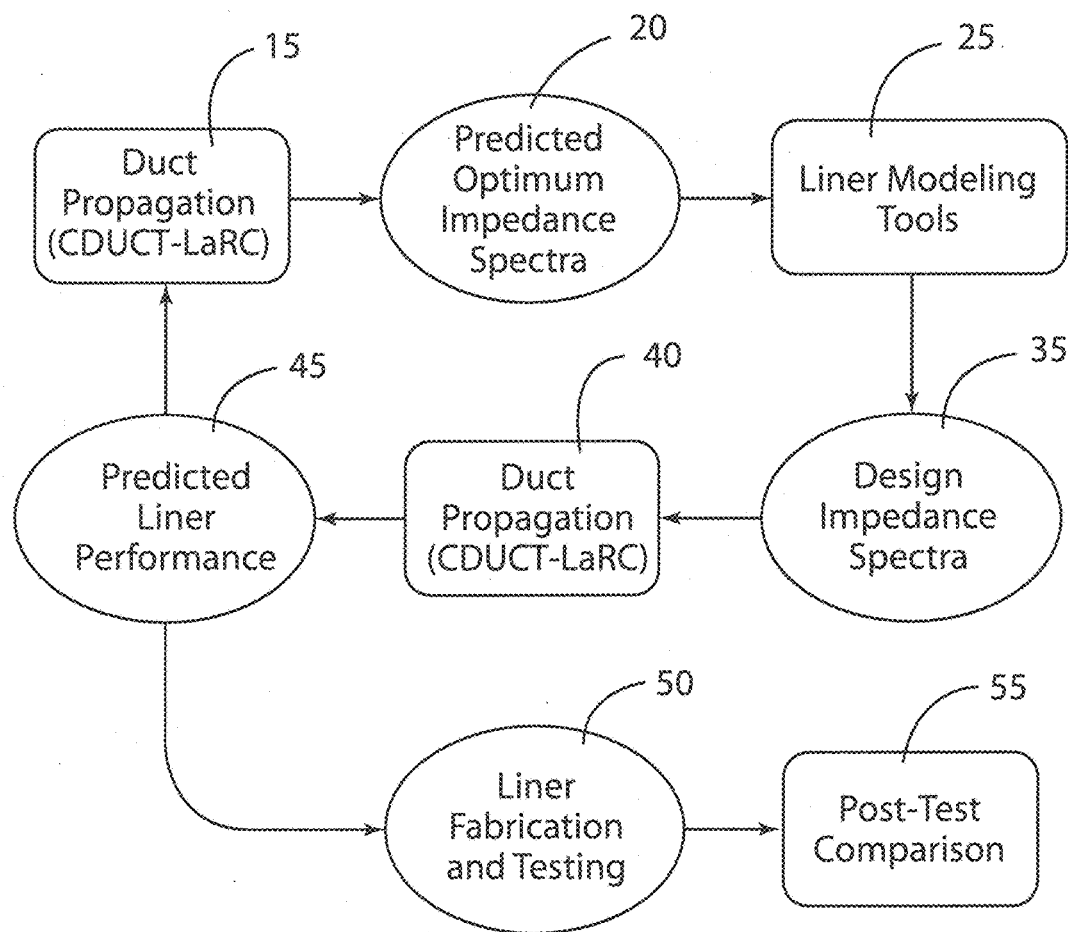 15
20
25
Duct
Propagation
(CDUCT-LaRC)
Predicted
Optimum
Impedance
Spectra
Liner Modeling
Tools
45
40
35
Predicted
Liner
Performance
Duct
Propagation
(CDUCT-LaRC)
Design
Impedance
Spectra
50
55
Liner
Fabrication
and Testing
Post-Test
Comparison